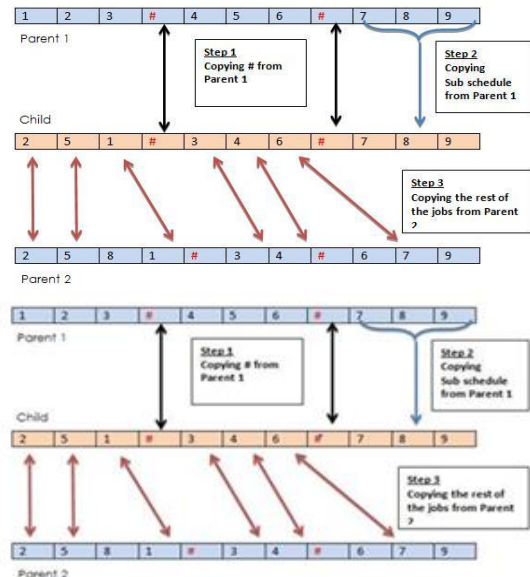 1 2 3 # 4 5 6 # 7 8 9
Parent 1
Step 1
Copying # from
Parent 1
Step 2
Copying
Sub schedule
from Parent 1
Child
2 5 1 # 3 4 6 # 7 8 9
Step 3
Copying the rest of
the jobs from Parent
2
2 5 8 1 # 3 4 # 6 7 9
Parent 2
1 2 3 # 4 5 6 # 7 8 9
Parent 1
Step 1
Copying # from
Parent 1
Step 2
Copying
Sub schedule
from Parent 1
Child
2 5 1 # 3 4 6 # 7 8 9
Step 3
Copying the rest of
the jobs from Parent
2
2 5 8 1 # 3 4 # 6 7 9
Parent 2